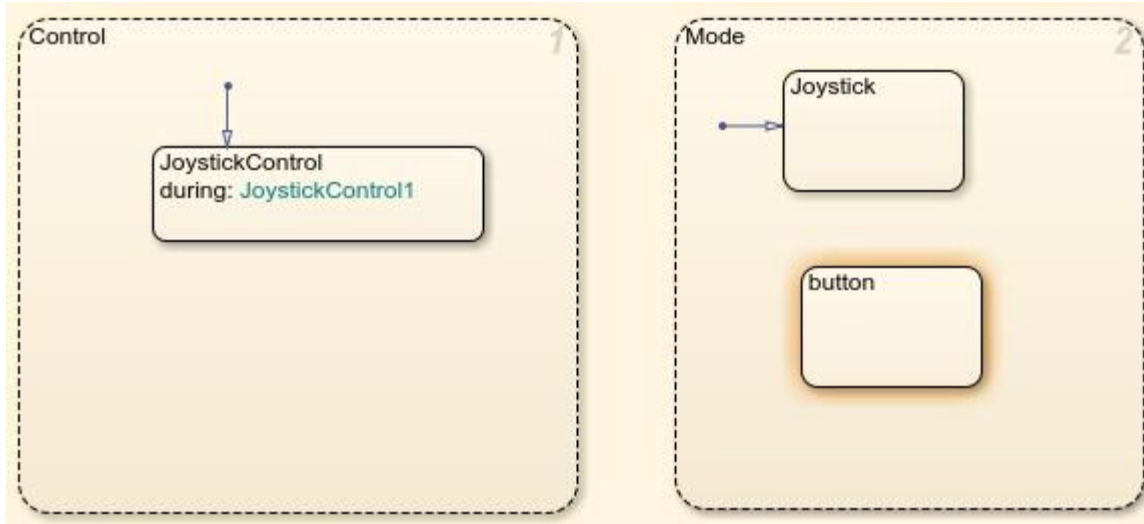 Control
1
JoystickControl
during: JoystickControl1
Mode
2
Joystick
button